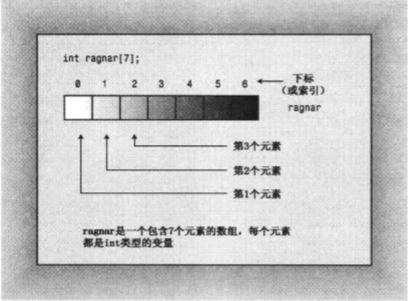 int ragnar[7];
0 1 2 3 4 5 6
下标
(或索引)
ragnar
第3个元素
第2个元素
第1个元素
ragnar是一个包含7个元素的数组，每个元素
都是int类型的变量